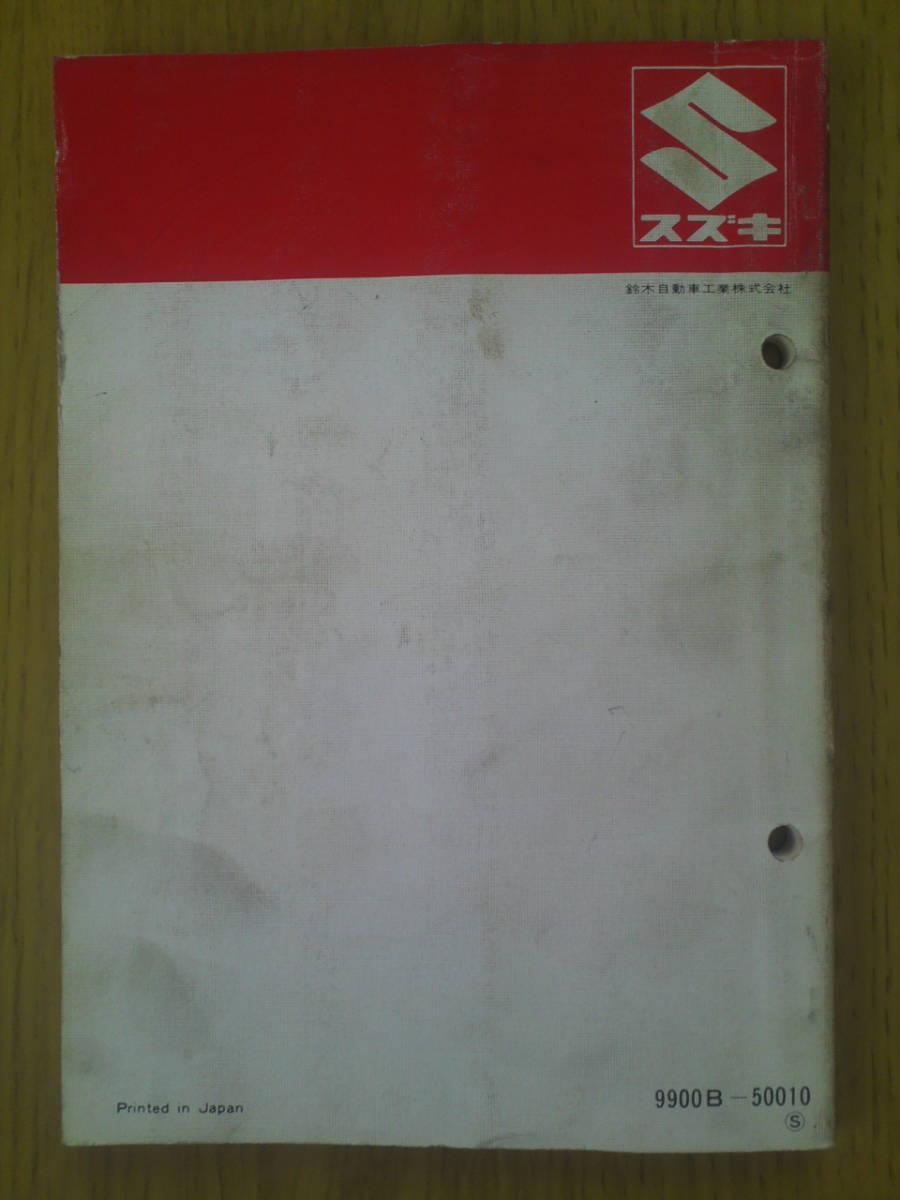 スズキ
鈴木自動車工業株式会社
Printed in Japan
9900B-50010
Ⓢ